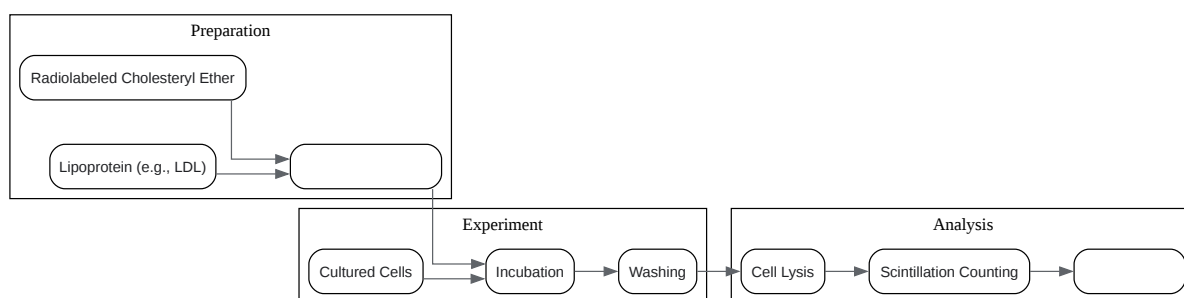 Preparation
Radiolabeled Cholesteryl Ether
Lipoprotein (e.g., LDL)
Experiment
Cultured Cells
Incubation
Washing
Analysis
Cell Lysis
Scintillation Counting